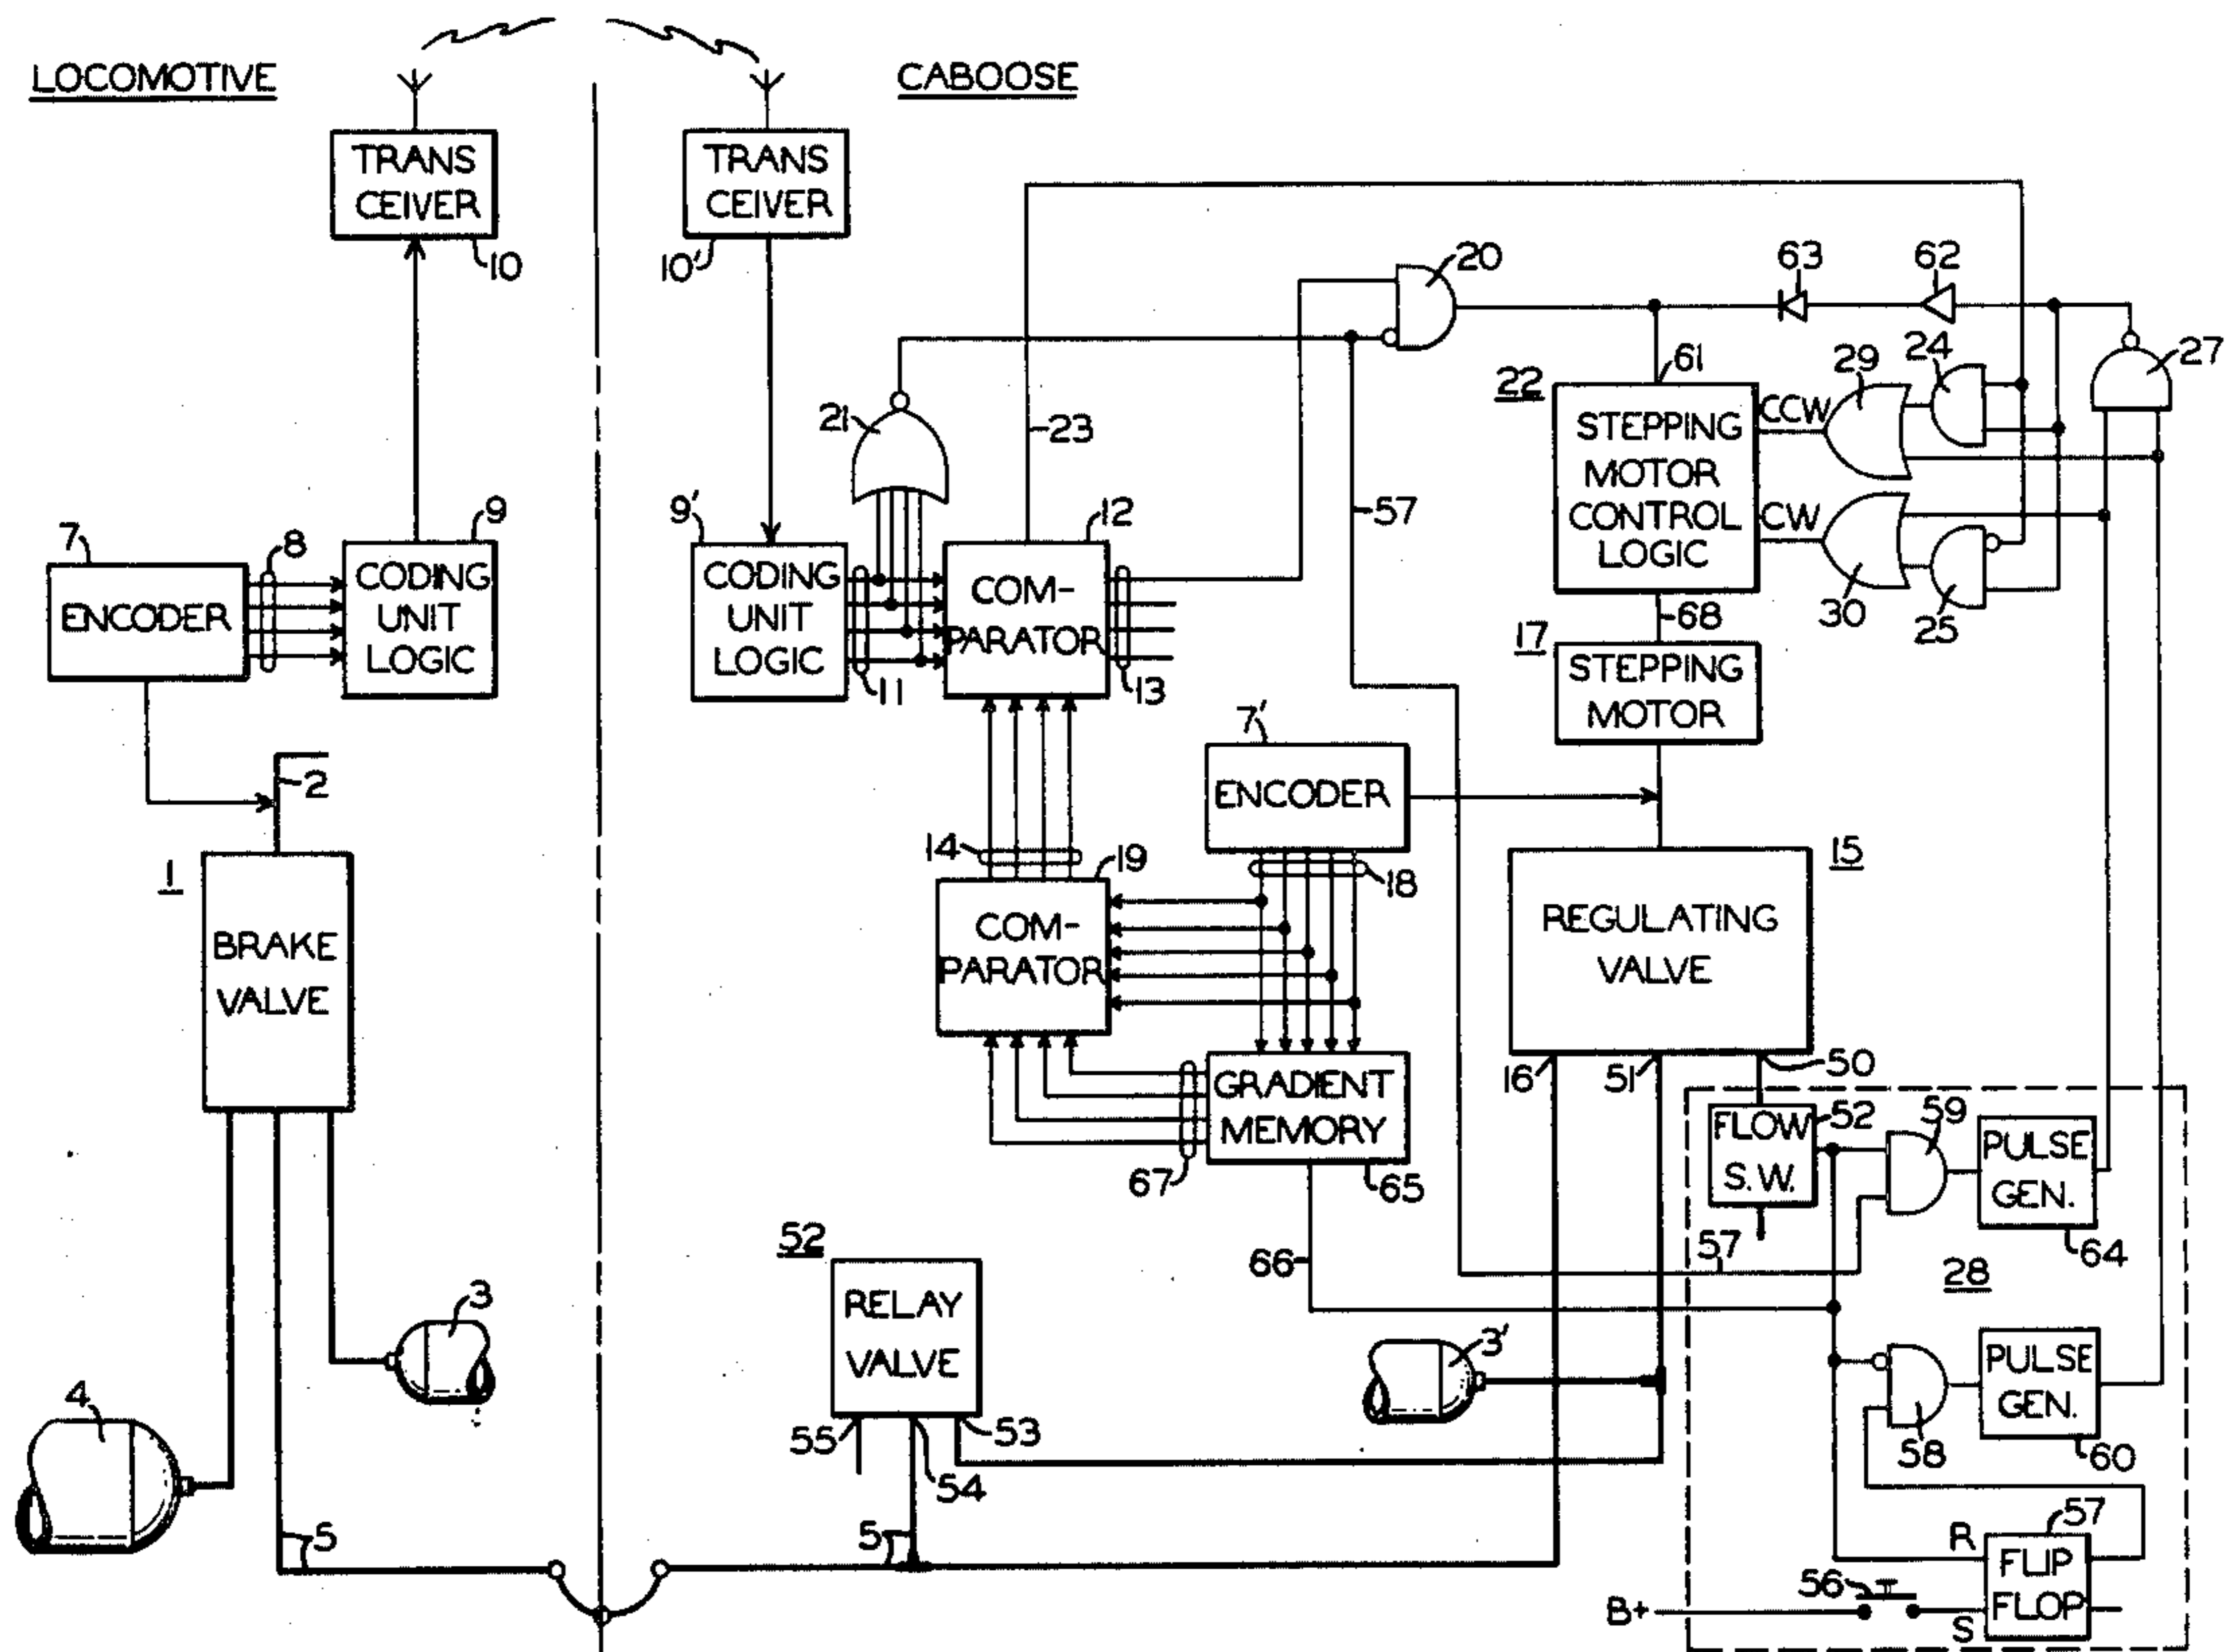 LOCOMOTIVE
CABOOSE
TRANS
CEIVER
10
TRANS
CEIVER
10′
20
63
62
61
22
29
24
27
CCW
STEPPING
MOTOR
CONTROL
LOGIC
CW
30
25
68
21
23
57
7
8
9
ENCODER
CODING
UNIT
LOGIC
9′
CODING
UNIT
LOGIC
11
12
COM-
PARATOR
13
17
STEPPING
MOTOR
2
7′
ENCODER
14
19
18
15
1
BRAKE
VALVE
COM-
PARATOR
REGULATING
VALVE
GRADIENT
MEMORY
67
65
16
51
50
FLOW
S.W.
52
59
PULSE
GEN.
64
57
28
66
52
RELAY
VALVE
55
54
53
3
3′
4
PULSE
GEN.
58
60
5
5
R
57
FLIP
FLOP
56
B+
S